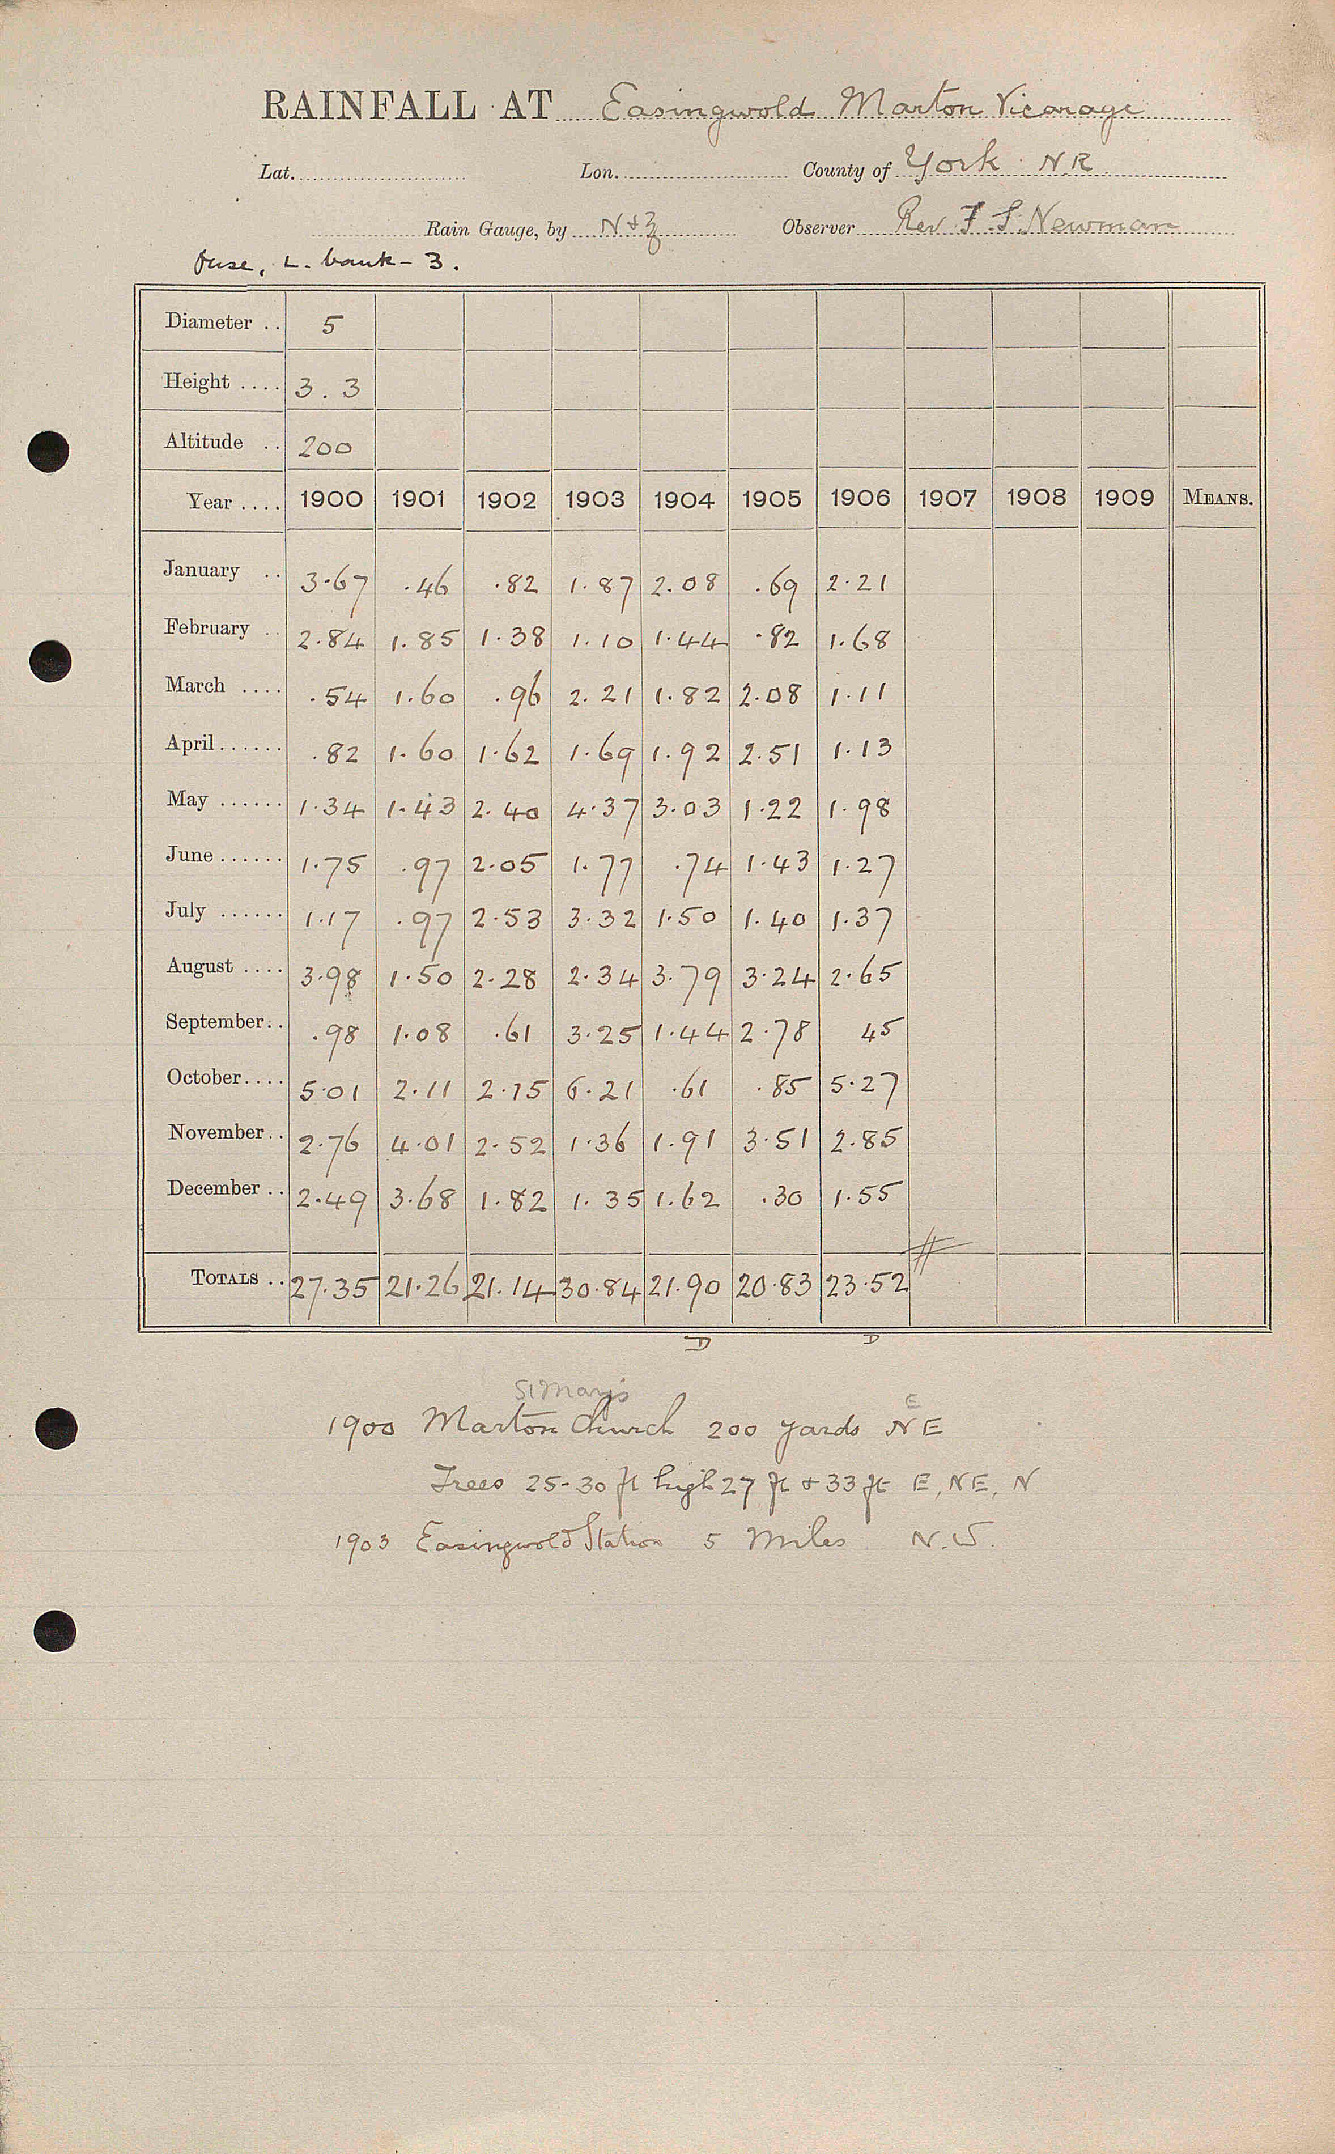 RAINFALL AT Easingwold Marton Vicarage
Lat. Lon. County of York N.R.
Rain Gauge, by N&Z Observer Rev. F. S. Newman
Ouse, L. bank - 3.
Diameter .. 5
Height .... 3.3
Altitude .. 200
Year .... 1900 1901 1902 1903 1904 1905 1906 1907 1908 1909 MEANS.
January .. 3.67 .46 .82 1.87 2.08 .69 2.21
February .. 2.84 1.85 1.38 1.10 1.44 .82 1.68
March .... .54 1.60 .96 2.21 1.82 2.08 1.11
April ...... .82 1.60 1.62 1.69 1.92 2.51 1.13
May ...... 1.34 1.43 2.40 4.37 3.03 1.22 1.98
June ...... 1.75 .97 2.05 1.77 .74 1.43 1.27
July ...... 1.17 .97 2.53 3.32 1.50 1.40 1.37
August .... 3.98 1.50 2.28 2.34 3.79 3.24 2.65
September .. .98 1.08 .61 3.25 1.44 2.78 45
October .... 5.01 2.11 2.15 6.21 .61 .85 5.27
November .. 2.76 4.01 2.52 1.36 1.91 3.51 2.85
December .. 2.49 3.68 1.82 1.35 1.62 .30 1.55
TOTALS .. 27.35 21.26 21.14 30.84 21.90 20.83 23.52
D D
St Mary's E
1900 Marton Church 200 yards NE
Trees 25-30 ft high 27 ft & 33 ft E, NE, N
1903 Easingwold Station 5 Miles N.W.